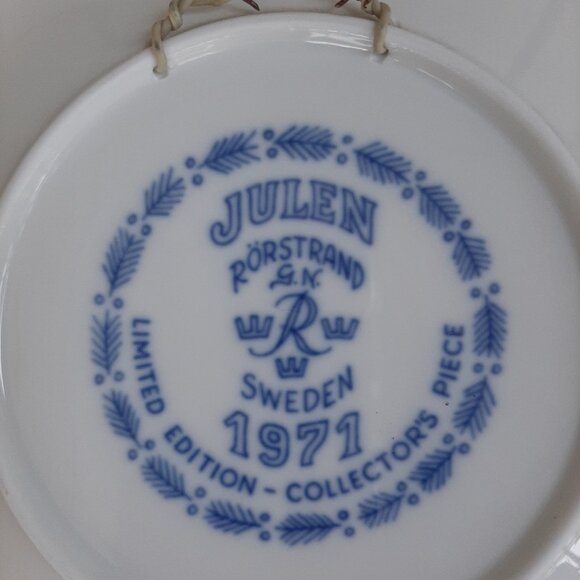 JULEN
RÖRSTRAND
G.N.
R
SWEDEN
1971
LIMITED EDITION - COLLECTOR'S PIECE